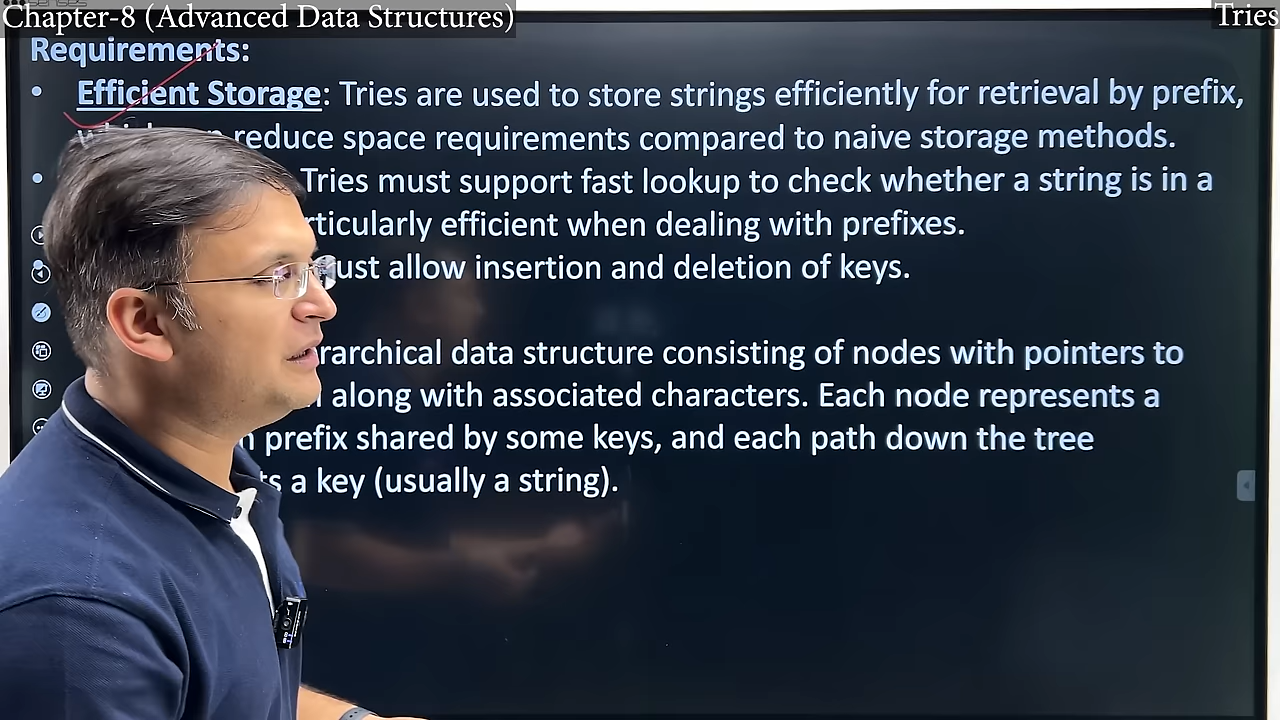 Chapter-8 (Advanced Data Structures)
Tries
Requirements:
• Efficient Storage: Tries are used to store strings efficiently for retrieval by prefix,
reduce space requirements compared to naive storage methods.
• Tries must support fast lookup to check whether a string is in a
efficient when dealing with prefixes.
allow insertion and deletion of keys.
data structure consisting of nodes with pointers to
along with associated characters. Each node represents a
prefix shared by some keys, and each path down the tree
a key (usually a string).